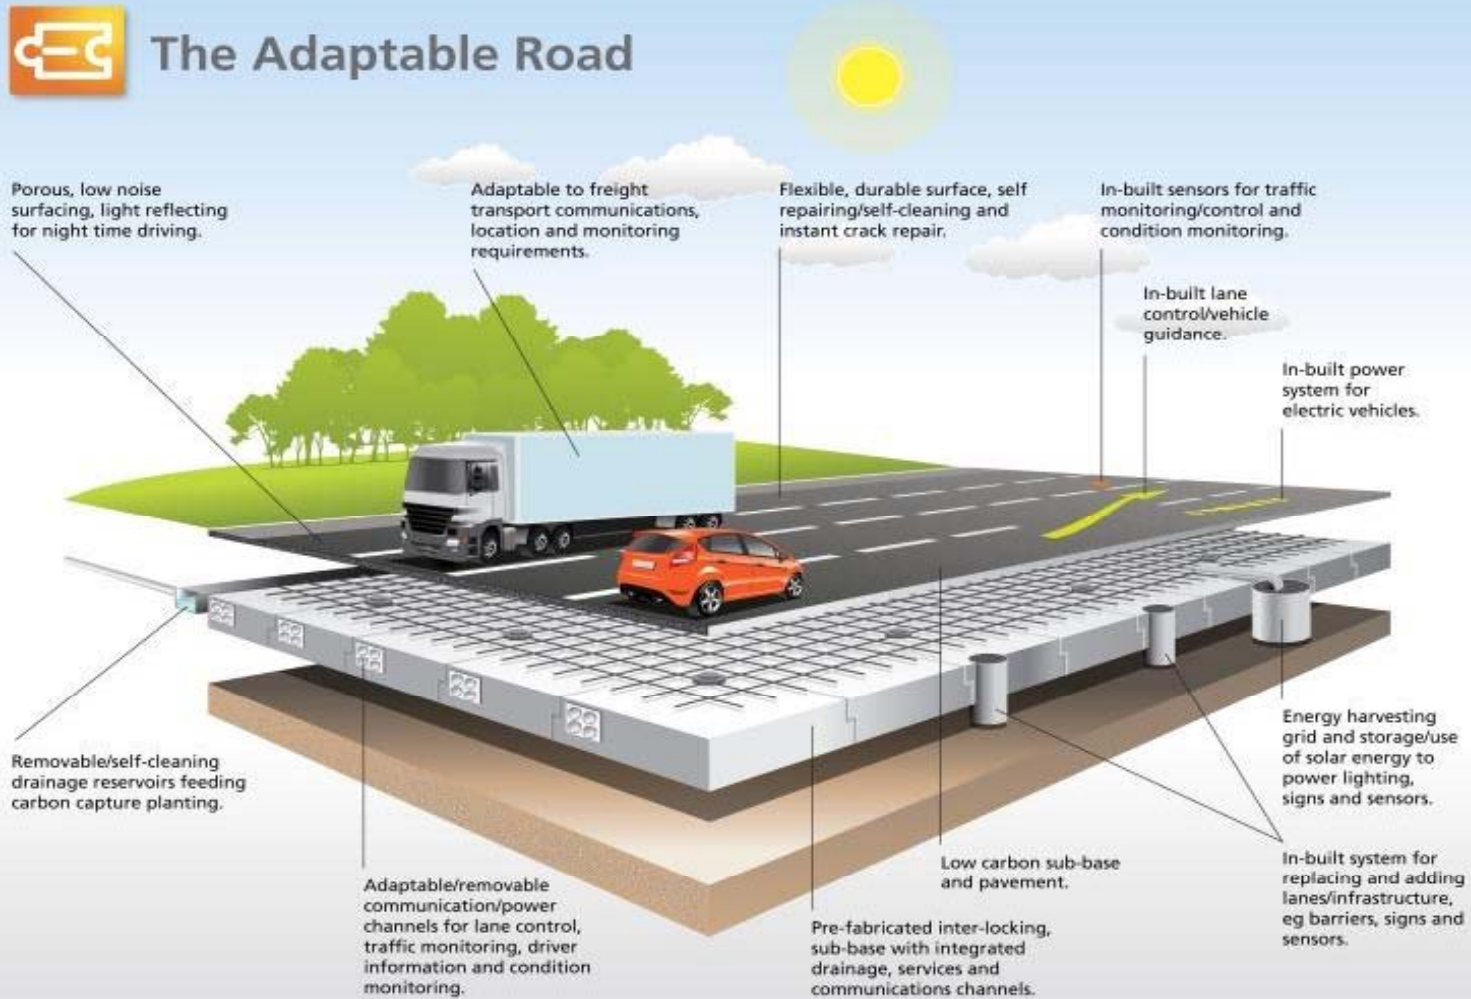 The Adaptable Road
Porous, low noise
surfacing, light reflecting
for night time driving.
Adaptable to freight
transport communications,
location and monitoring
requirements.
Flexible, durable surface, self
repairing/self-cleaning and
instant crack repair.
In-built sensors for traffic
monitoring/control and
condition monitoring.
In-built lane
control/vehicle
guidance.
In-built power
system for
electric vehicles.
Removable/self-cleaning
drainage reservoirs feeding
carbon capture planting.
Adaptable/removable
communication/power
channels for lane control,
traffic monitoring, driver
information and condition
monitoring.
Pre-fabricated inter-locking,
sub-base with integrated
drainage, services and
communications channels.
Low carbon sub-base
and pavement.
Energy harvesting
grid and storage/use
of solar energy to
power lighting,
signs and sensors.
In-built system for
replacing and adding
lanes/infrastructure,
eg barriers, signs and
sensors.